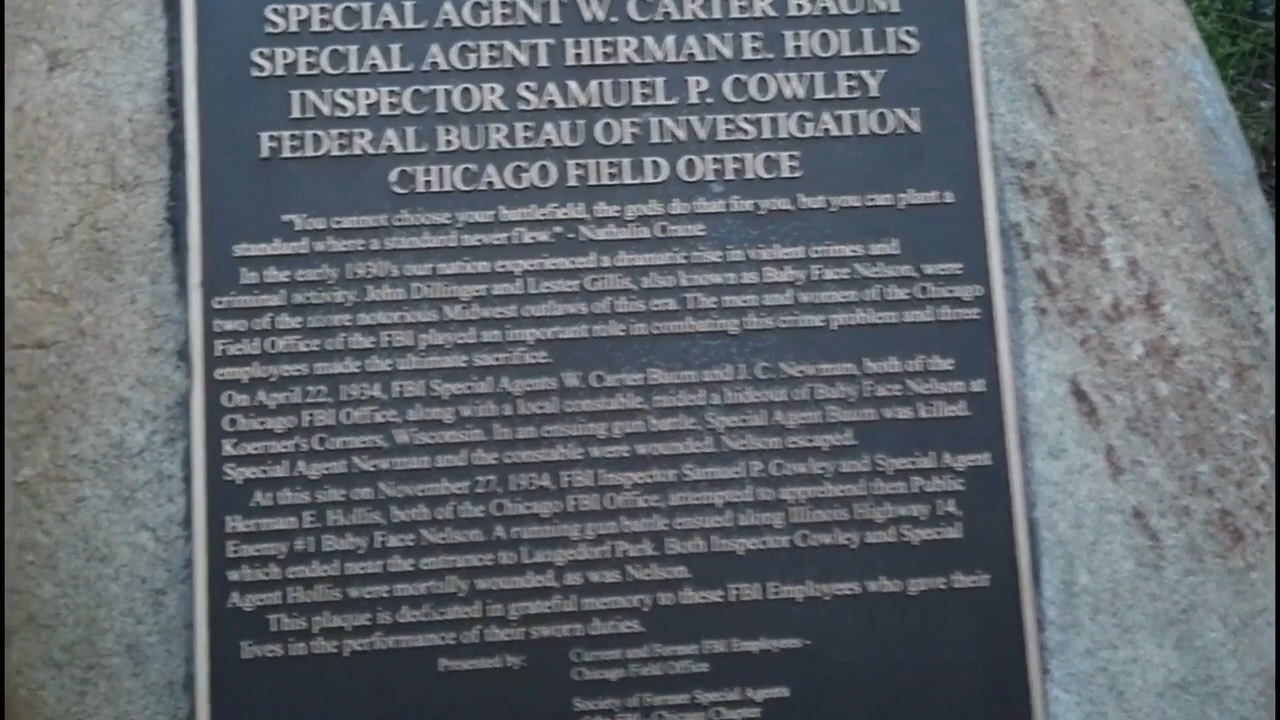 SPECIAL AGENT W. CARTER BAUM
SPECIAL AGENT HERMAN E. HOLLIS
INSPECTOR SAMUEL P. COWLEY
FEDERAL BUREAU OF INVESTIGATION
CHICAGO FIELD OFFICE
"You cannot choose your battlefield, the gods do that for you, but you can plant a
standard where a standard never flew." - Nathalia Crane
In the early 1930's our nation experienced a dramatic rise in violent crimes and
criminal activity. John Dillinger and Lester Gillis, also known as Baby Face Nelson, were
two of the more notorious Midwest outlaws of this era. The men and women of the Chicago
Field Office of the FBI played an important role in combating this crime problem and three
employees made the ultimate sacrifice.
On April 22, 1934, FBI Special Agents W. Carter Baum and J. C. Newman, both of the
Chicago FBI Office, along with a local constable, raided a hideout of Baby Face Nelson at
Koerner's Corners, Wisconsin. In an ensuing gun battle, Special Agent Baum was killed.
Special Agent Newman and the constable were wounded. Nelson escaped.
At this site on November 27, 1934, FBI Inspector Samuel P. Cowley and Special Agent
Herman E. Hollis, both of the Chicago FBI Office, attempted to apprehend then Public
Enemy #1 Baby Face Nelson. A running gun battle ensued along Illinois Highway 14,
which ended near the entrance to Langedorf Park. Both Inspector Cowley and Special
Agent Hollis were mortally wounded, as was Nelson.
This plaque is dedicated in grateful memory to these FBI Employees who gave their
lives in the performance of their sworn duties.
Presented by: Current and Former FBI Employees -
Chicago Field Office
Society of Former Special Agents
of the FBI - Chicago Chapter